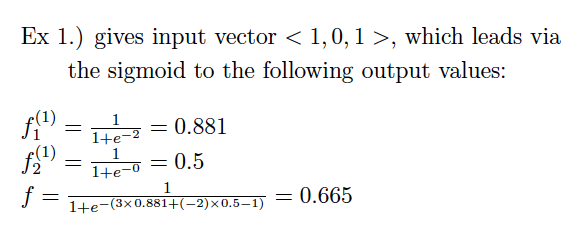 Ex 1.) gives input vector < 1, 0, 1 >, which leads via
the sigmoid to the following output values:
f₁⁽¹⁾ = 1/(1+e⁻²) = 0.881
f₂⁽¹⁾ = 1/(1+e⁻⁰) = 0.5
f = 1/(1+e^−(3×0.881+(−2)×0.5−1)) = 0.665